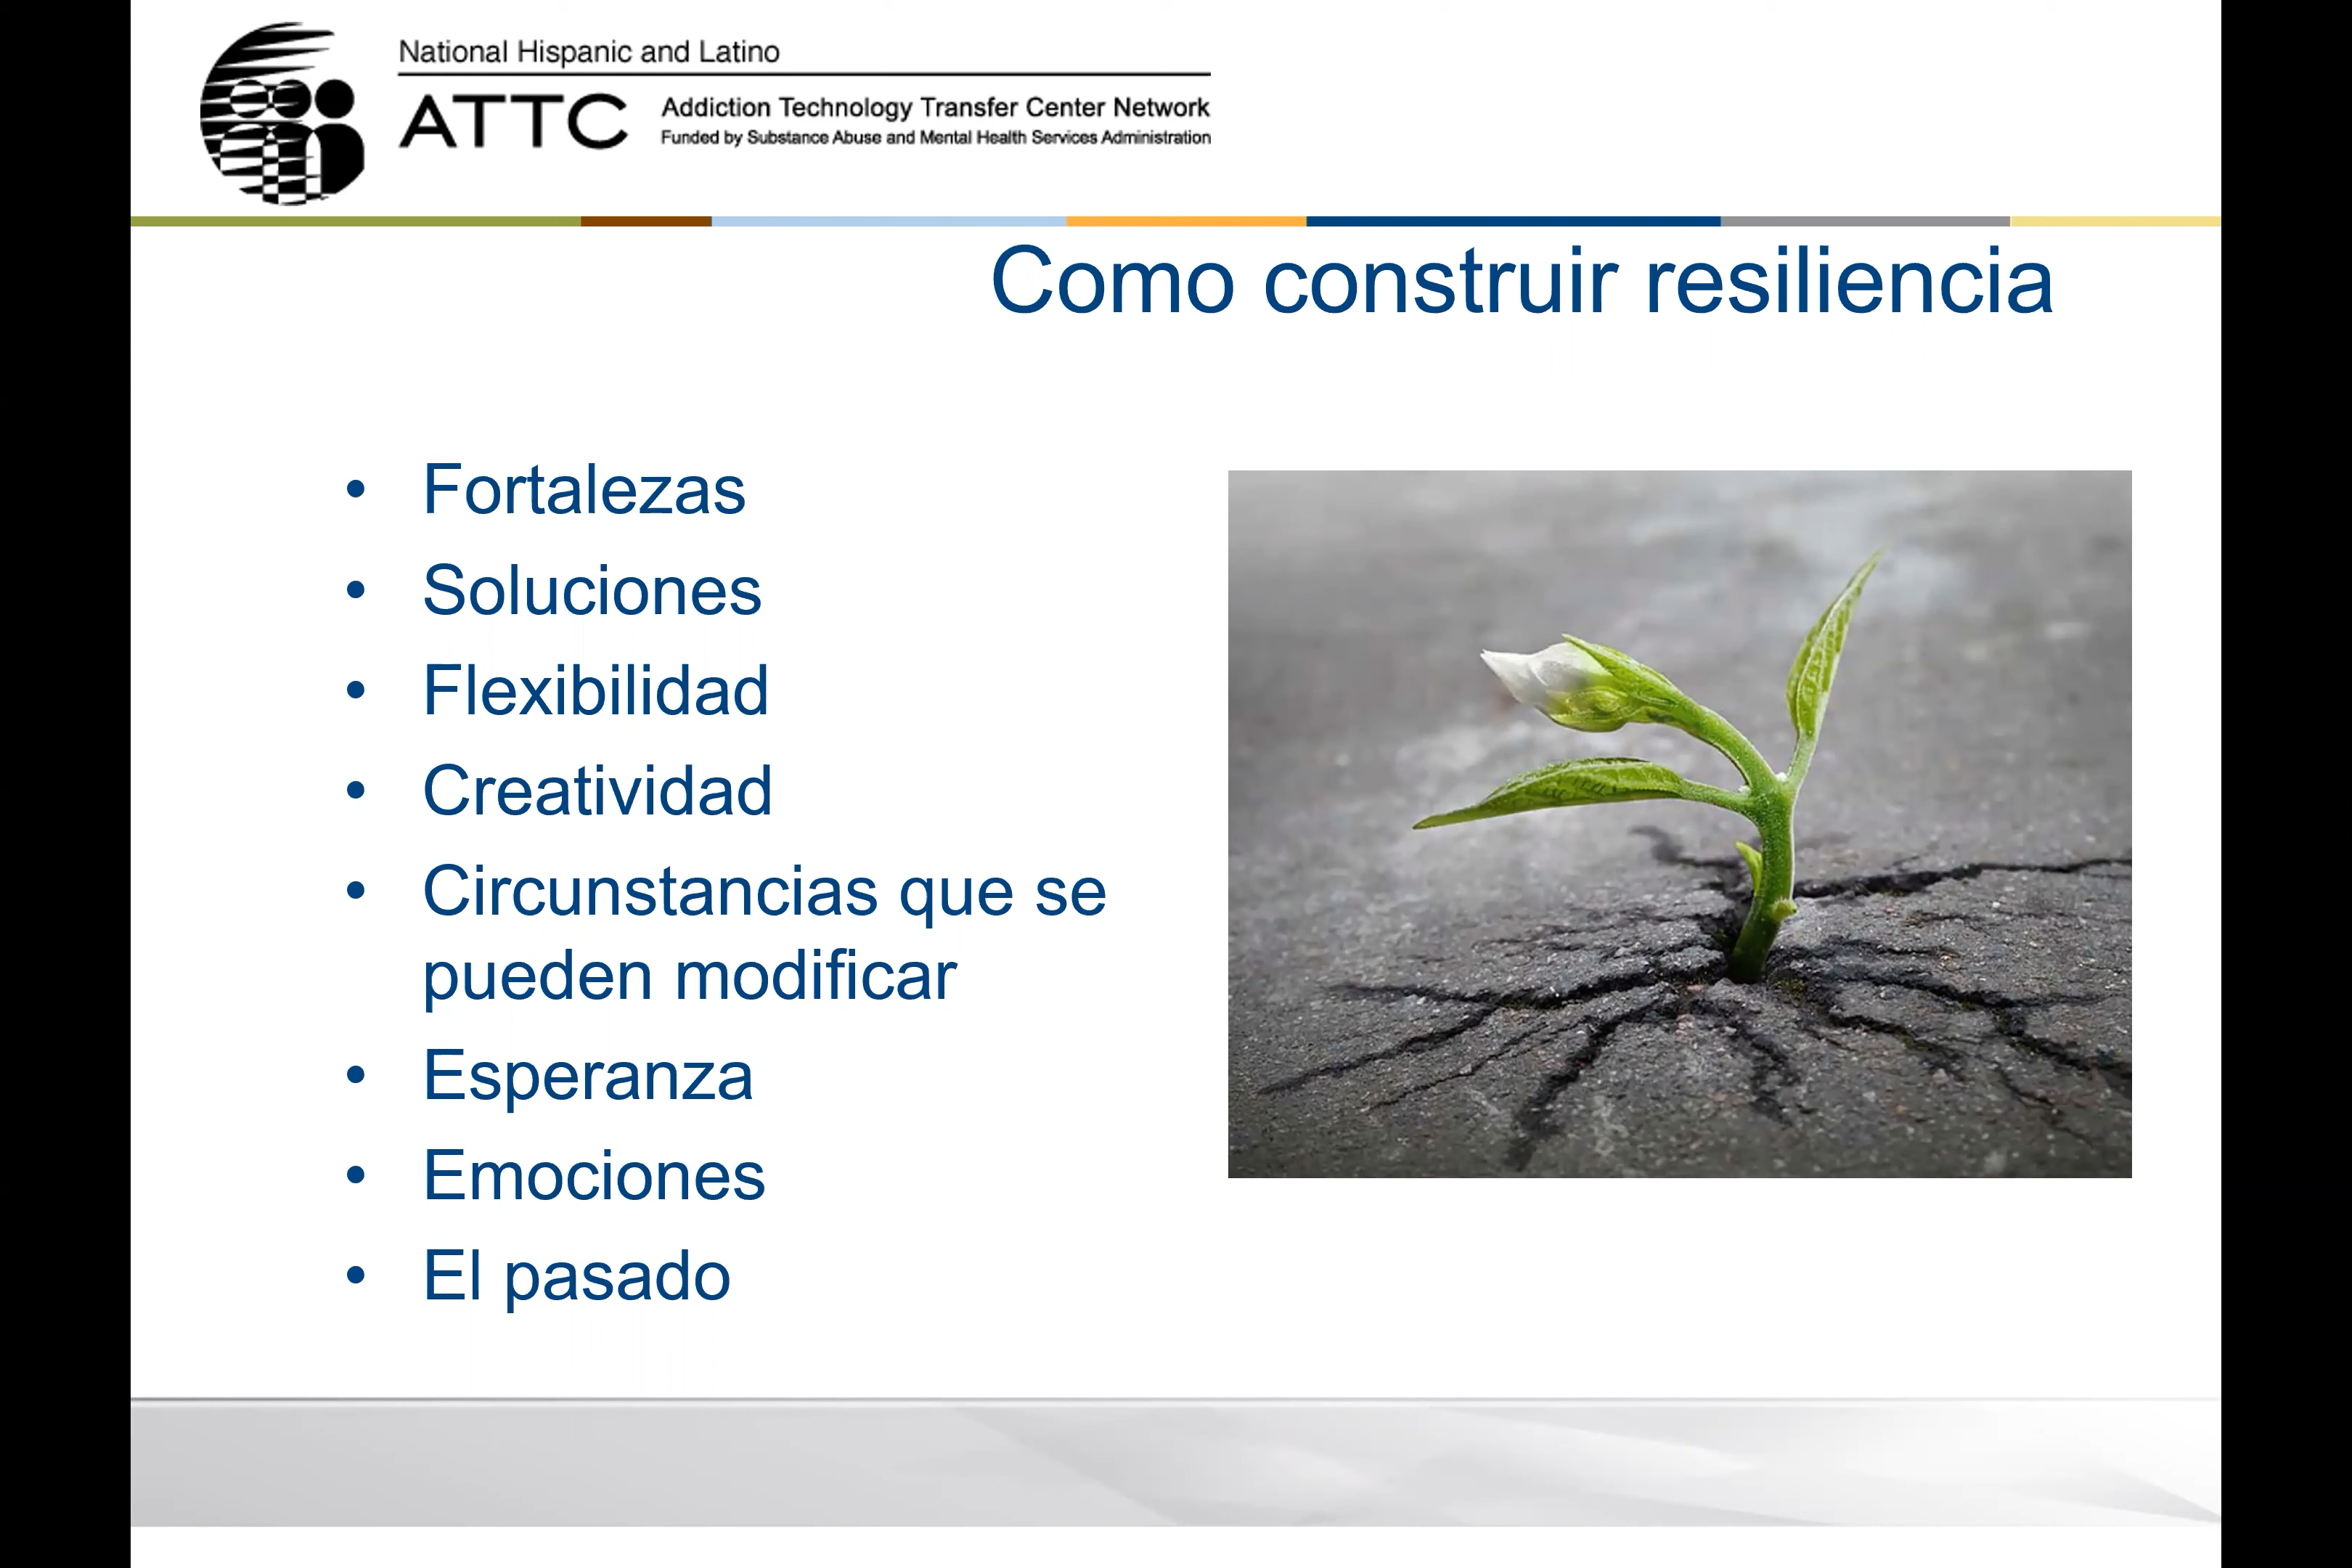 National Hispanic and Latino
ATTC
Addiction Technology Transfer Center Network
Funded by Substance Abuse and Mental Health Services Administration
Como construir resiliencia
• Fortalezas
• Soluciones
• Flexibilidad
• Creatividad
• Circunstancias que se
pueden modificar
• Esperanza
• Emociones
• El pasado